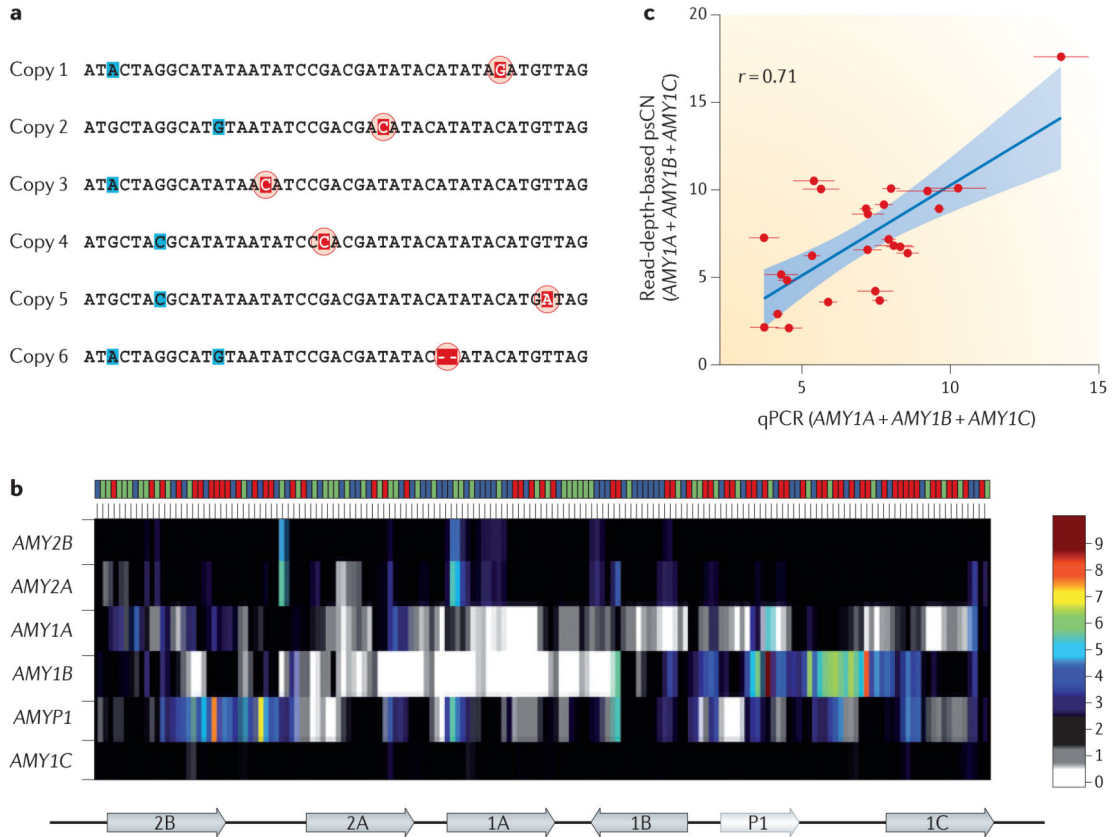 a
Copy 1 ATACTAGGCATATAATATCCGACGATATACATATAGATGTTAG
Copy 2 ATGCTAGGCATGTAATATCCGACGACATACATATACATGTTAG
Copy 3 ATACTAGGCATATAACATCCGACGATATACATATACATGTTAG
Copy 4 ATGCTACGCATATAATATCCCACGATATACATATACATGTTAG
Copy 5 ATGCTACGCATATAATATCCGACGATATACATATACATGATAG
Copy 6 ATACTAGGCATGTAATATCCGACGATATAC--ATACATGTTAG
c
Read-depth-based psCN
(AMY1A + AMY1B + AMY1C)
20
15
10
5
0
r = 0.71
5 10 15
qPCR (AMY1A + AMY1B + AMY1C)
b
AMY2B
AMY2A
AMY1A
AMY1B
AMYP1
AMY1C
9
8
7
6
5
4
3
2
1
0
2B 2A 1A 1B P1 1C